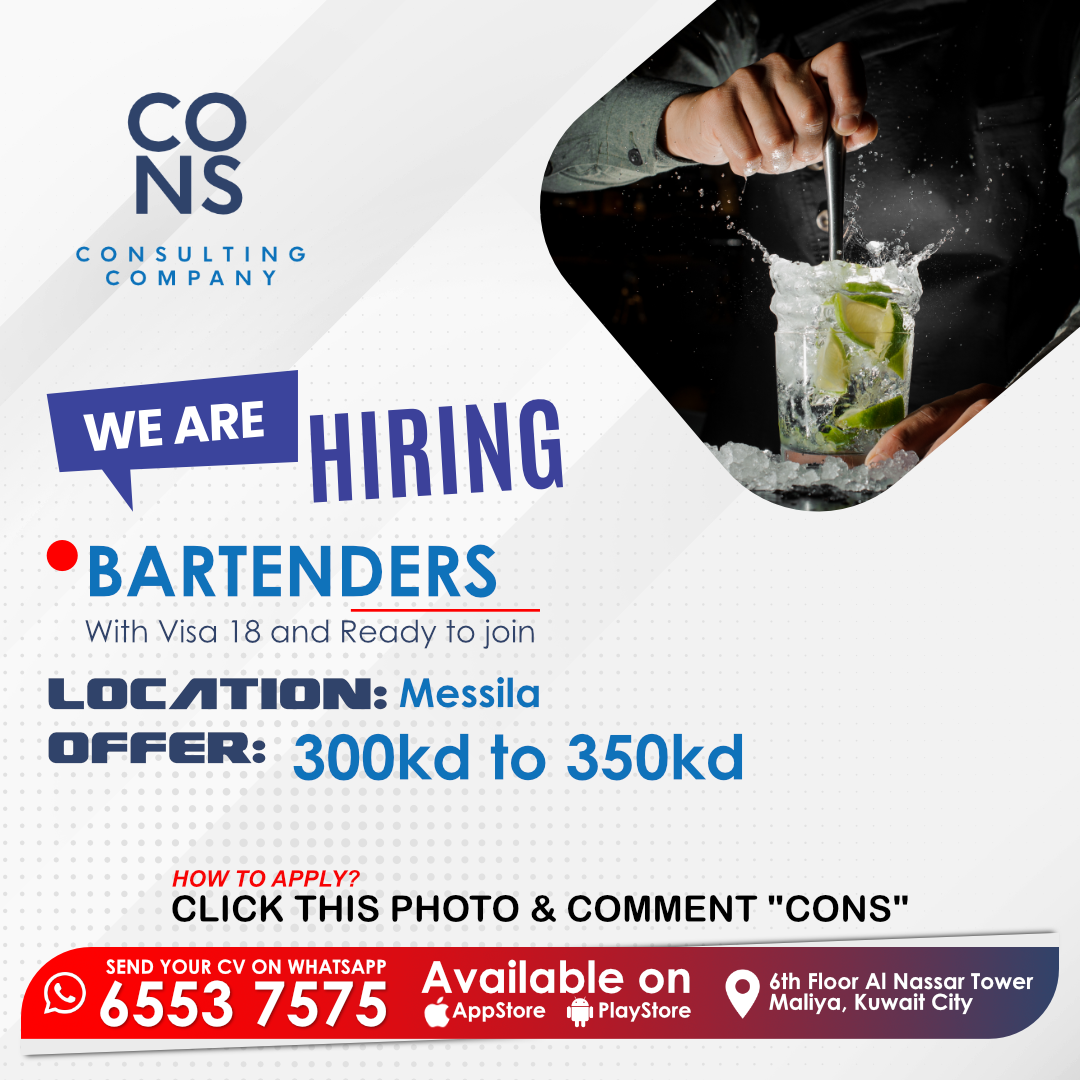 CO
NS
CONSULTING
COMPANY
WE ARE
HIRING
BARTENDERS
With Visa 18 and Ready to join
LOCATION: Messila
OFFER: 300kd to 350kd
HOW TO APPLY?
CLICK THIS PHOTO & COMMENT "CONS"
SEND YOUR CV ON WHATSAPP
6553 7575
Available on
AppStore PlayStore
6th Floor Al Nassar Tower
Maliya, Kuwait City